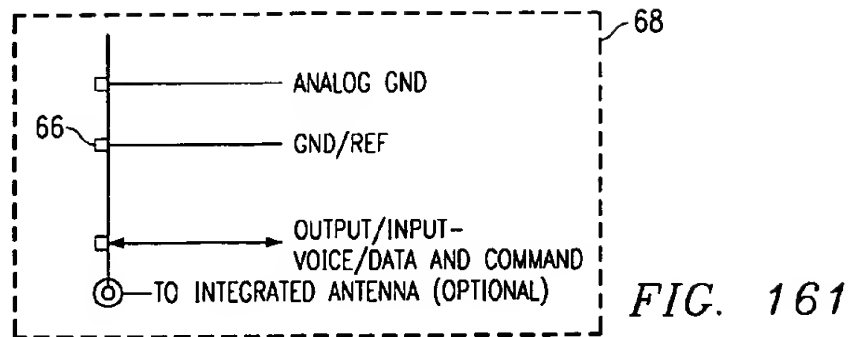 68
ANALOG GND
66
GND/REF
OUTPUT/INPUT-
VOICE/DATA AND COMMAND
TO INTEGRATED ANTENNA (OPTIONAL)
FIG. 161